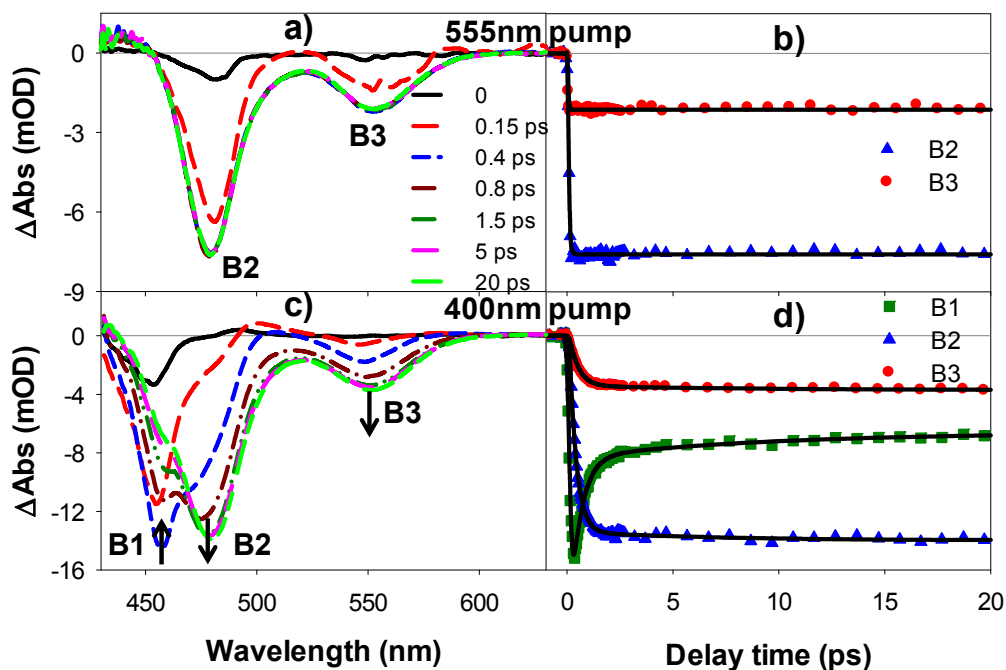 a)
555nm pump
b)
0
-3
-6
-9
ΔAbs (mOD)
B2
B3
0
0.15 ps
0.4 ps
0.8 ps
1.5 ps
5 ps
20 ps
B2
B3
c)
400nm pump
d)
0
-4
-8
-12
-16
ΔAbs (mOD)
B1
B2
B3
B1
B2
B3
450 500 550 600
0 5 10 15 20
Wavelength (nm)
Delay time (ps)